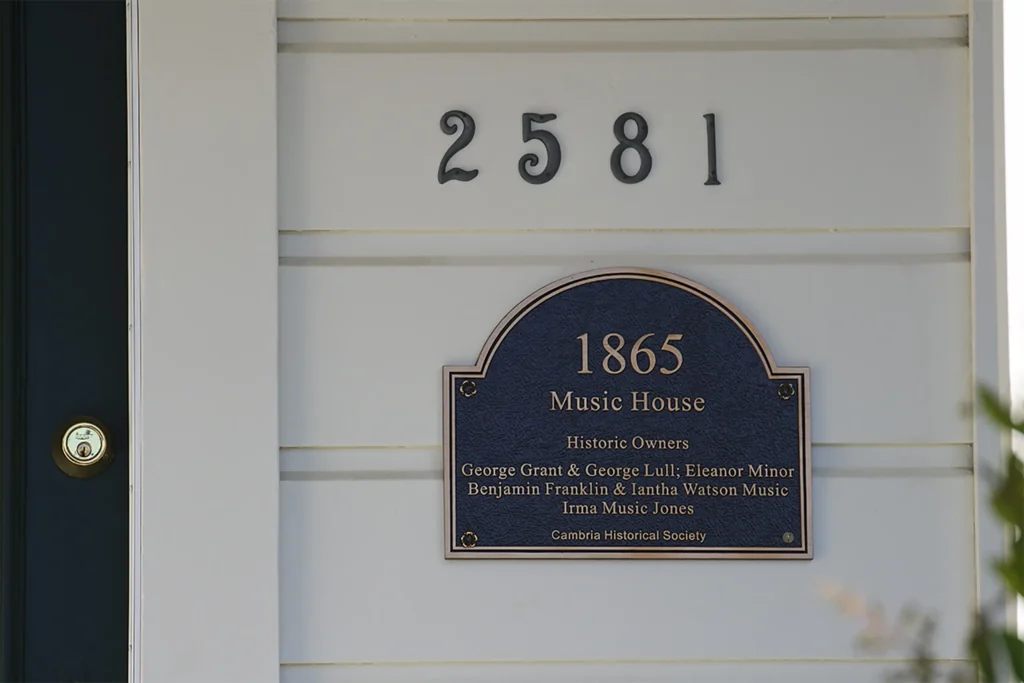 2581
1865
Music House
Historic Owners
George Grant & George Lull; Eleanor Minor
Benjamin Franklin & Iantha Watson Music
Irma Music Jones
Cambria Historical Society